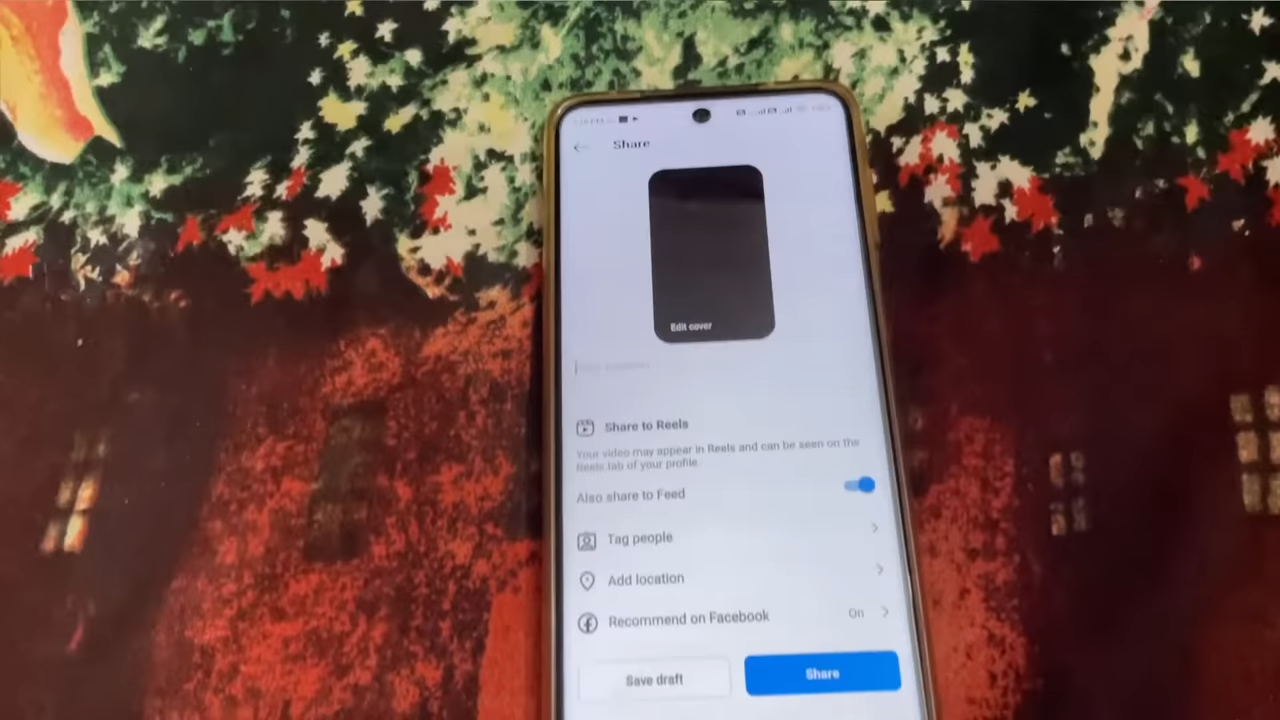 Share
Edit cover
Share to Reels
Your video may appear in Reels and can be seen on the
Reels tab of your profile.
Also share to Feed
Tag people
Add location
Recommend on Facebook
On
Save draft
Share